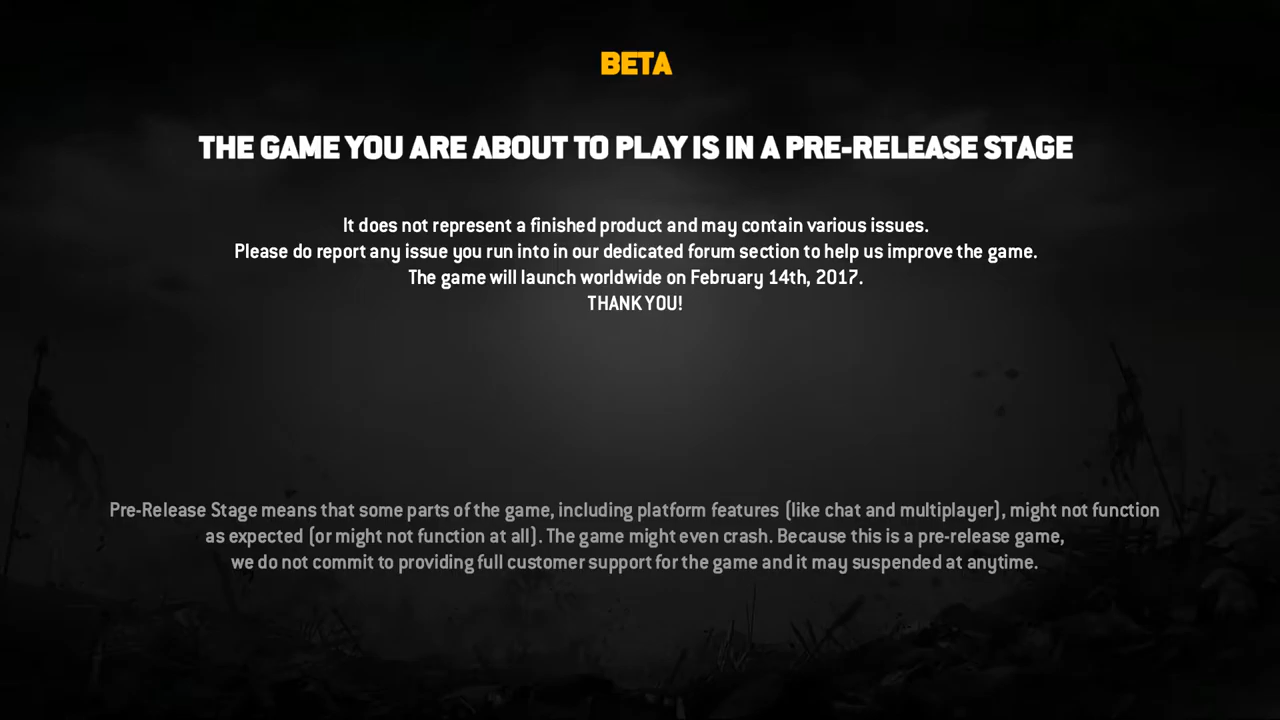 BETA
THE GAME YOU ARE ABOUT TO PLAY IS IN A PRE-RELEASE STAGE
It does not represent a finished product and may contain various issues.
Please do report any issue you run into in our dedicated forum section to help us improve the game.
The game will launch worldwide on February 14th, 2017.
THANK YOU!
Pre-Release Stage means that some parts of the game, including platform features (like chat and multiplayer), might not function
as expected (or might not function at all). The game might even crash. Because this is a pre-release game,
we do not commit to providing full customer support for the game and it may suspended at anytime.